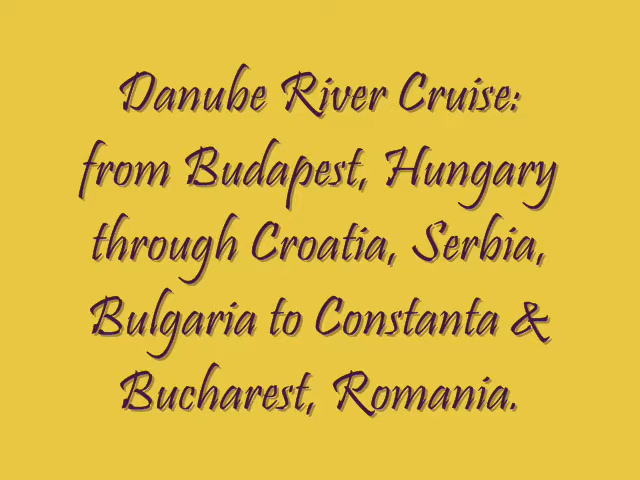 Danube River Cruise:
from Budapest, Hungary
through Croatia, Serbia,
Bulgaria to Constanta &
Bucharest, Romania.